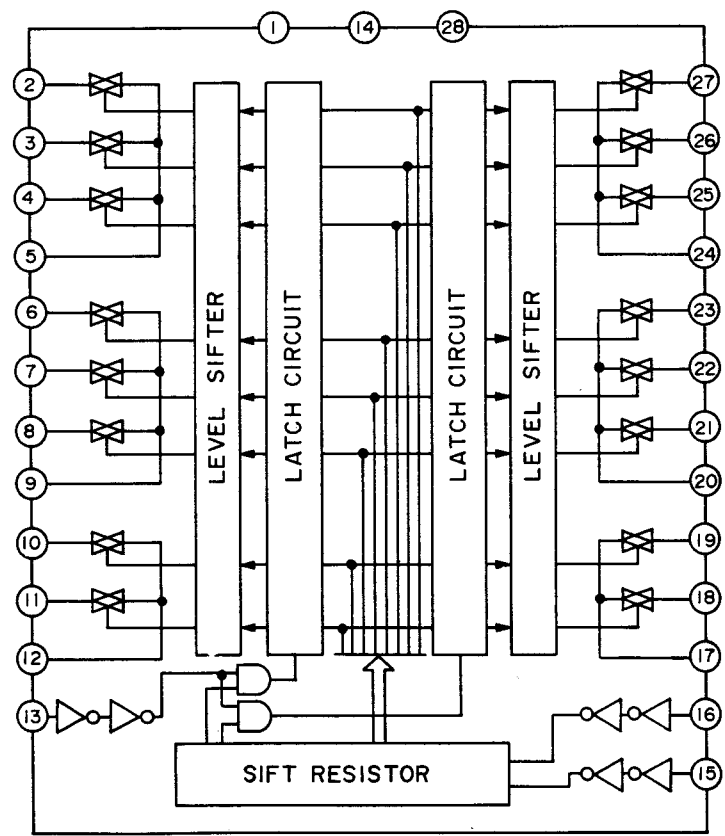 1 14 28
2 27
3 26
4 25
5 24
6 23
7 22
8 21
9 20
10 19
11 18
12 17
13 16
15
LEVEL SIFTER
LATCH CIRCUIT
LATCH CIRCUIT
LEVEL SIFTER
SIFT RESISTOR